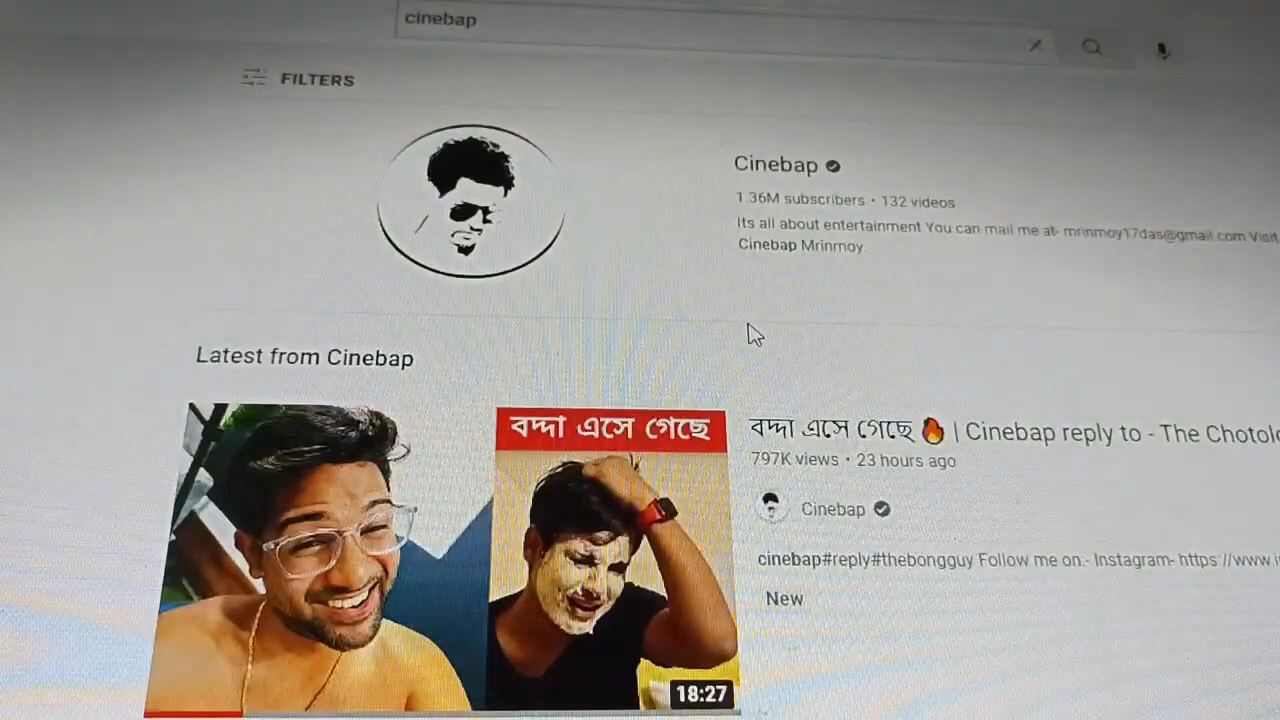 cinebap
FILTERS
Cinebap
1.36M subscribers • 132 videos
Its all about entertainment You can mail me at- mrinmoy17das@gmail.com Visit
Cinebap Mrinmoy.
Latest from Cinebap
বদ্দা এসে গেছে
18:27
বদ্দা এসে গেছে 🔥 | Cinebap reply to - The Chotol
797K views • 23 hours ago
Cinebap
cinebap#reply#thebongguy Follow me on:- Instagram- https://www.i
New